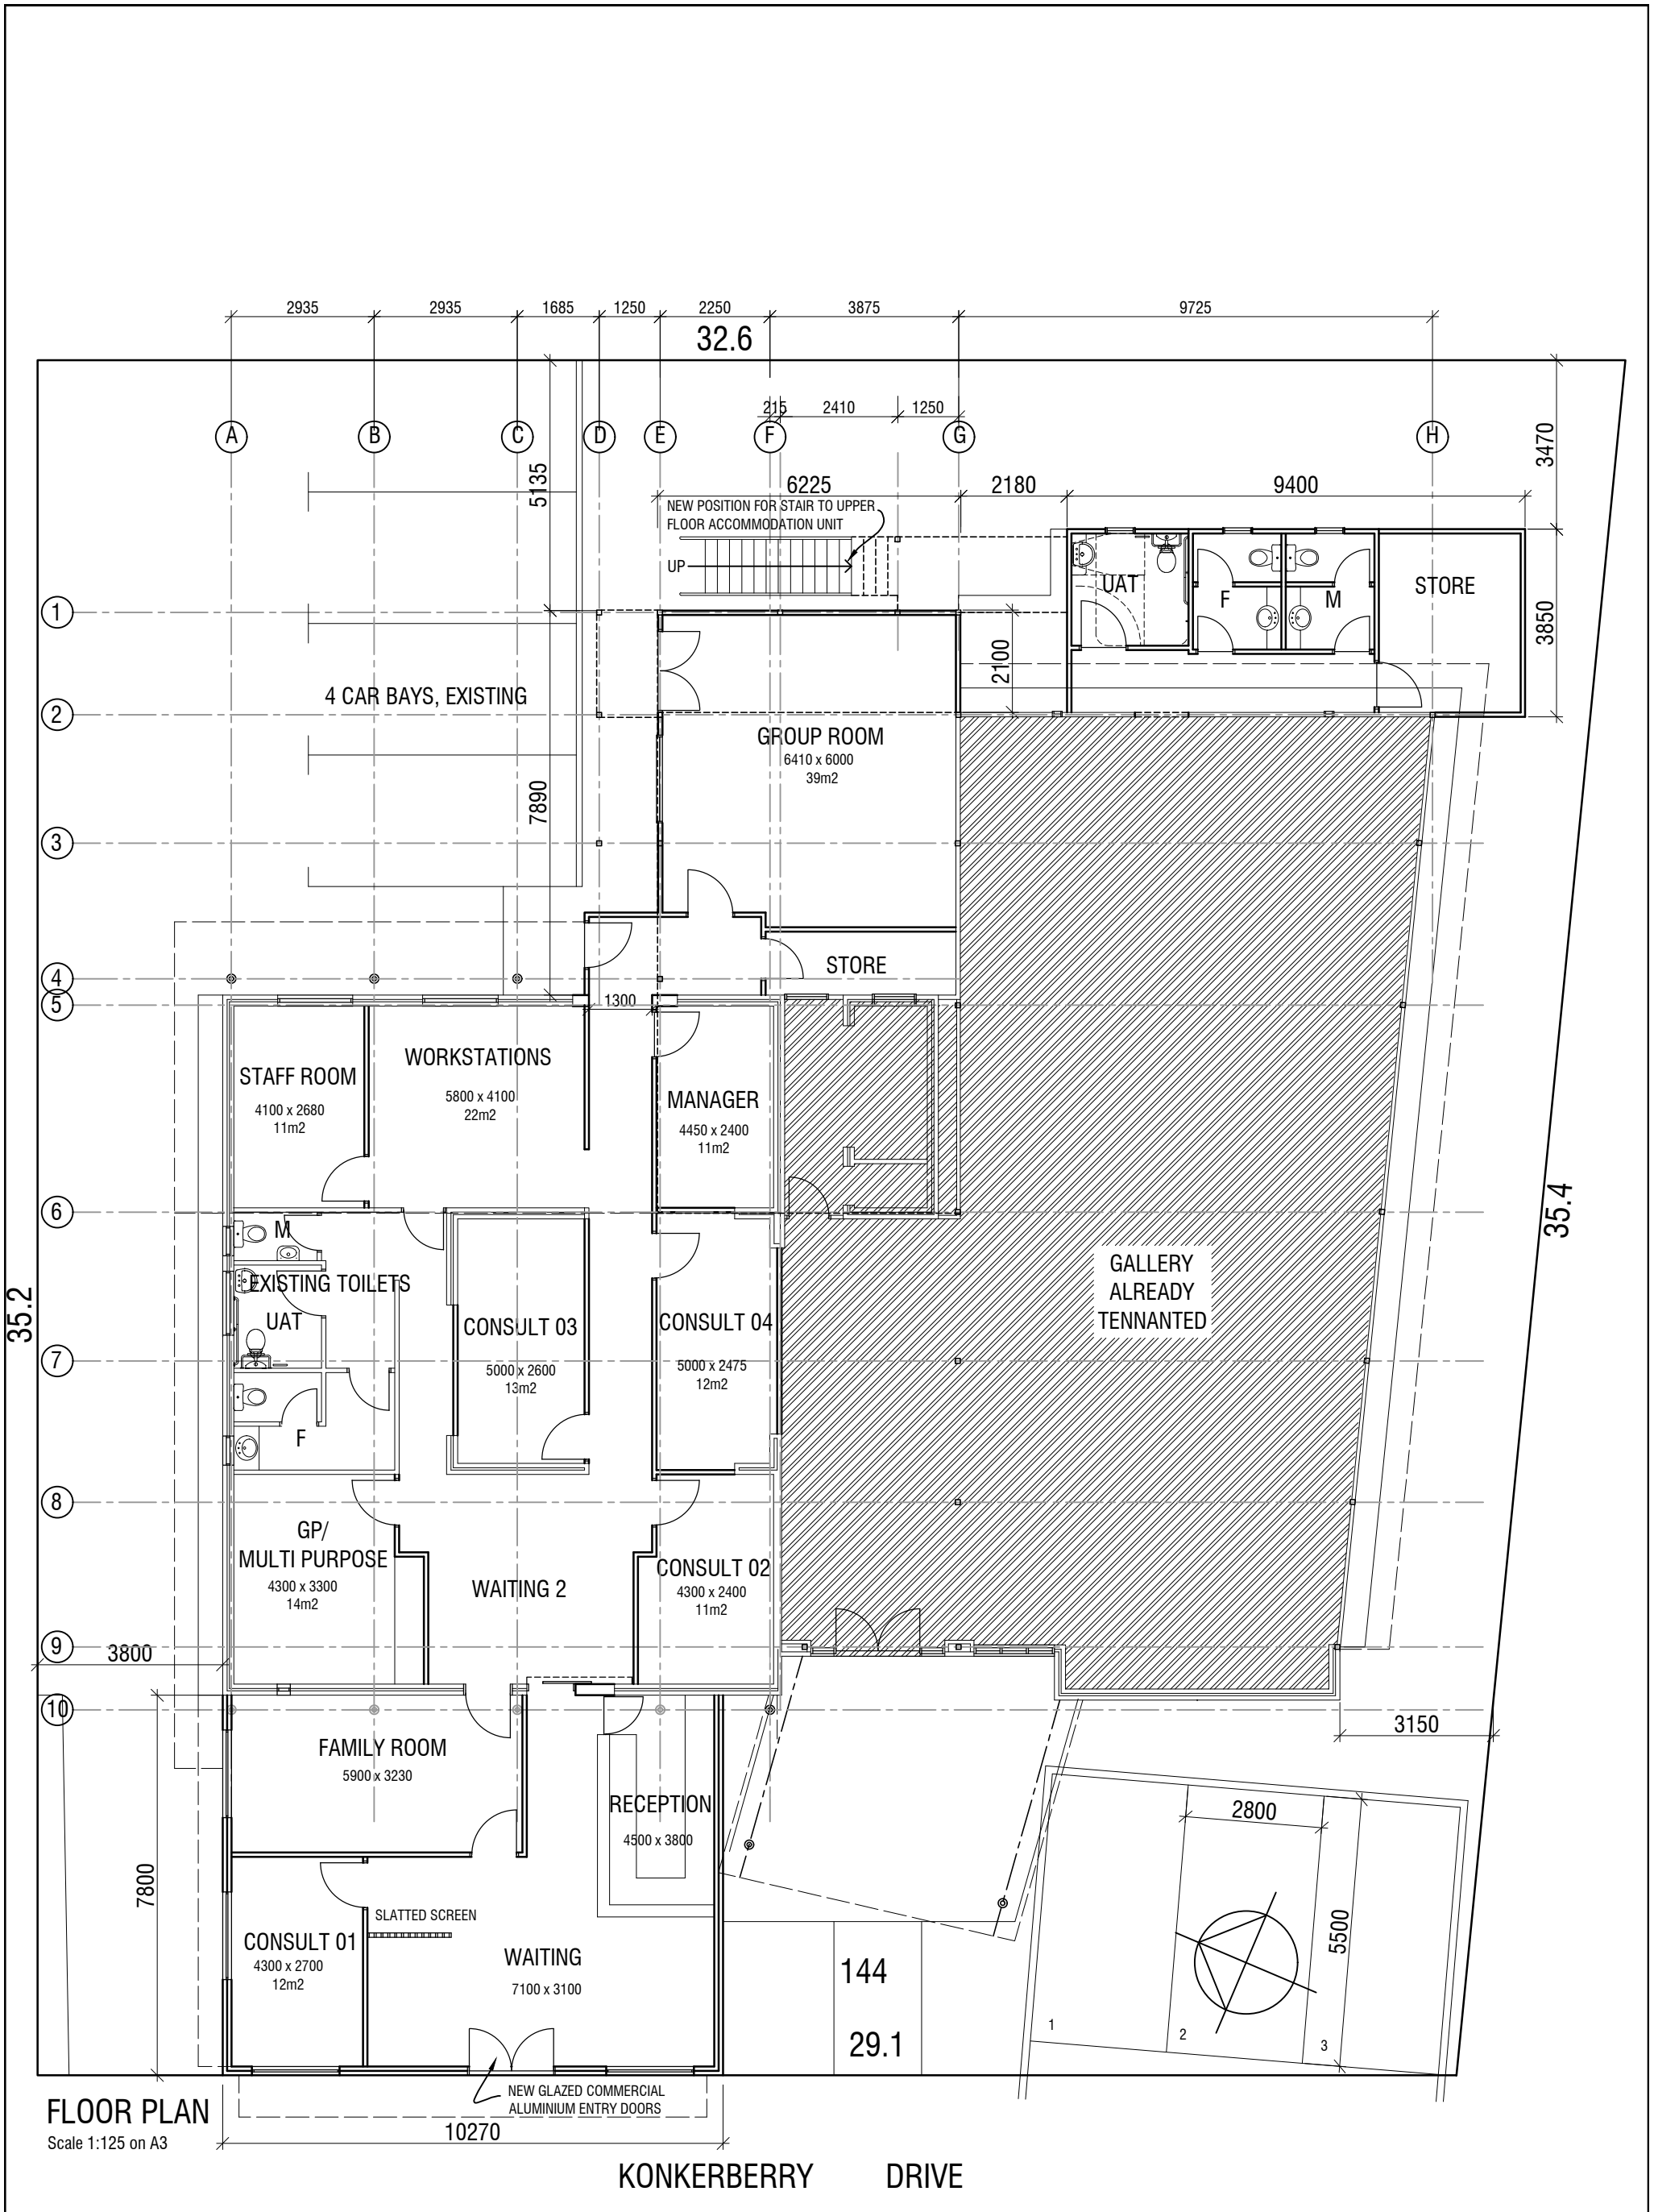 2935 2935 1685 1250 2250 3875 9725
32.6
215 2410 1250
A B C D E F G H
3470
5135
6225 2180 9400
NEW POSITION FOR STAIR TO UPPER
FLOOR ACCOMMODATION UNIT
UP
UAT
F
M
STORE
3850
1
2100
4 CAR BAYS, EXISTING
2
GROUP ROOM
6410 x 6000
39m2
7890
3
STORE
4
5
1300
STAFF ROOM
4100 x 2680
11m2
WORKSTATIONS
5800 x 4100
22m2
MANAGER
4450 x 2400
11m2
6
35.4
M
EXISTING TOILETS
UAT
35.2
GALLERY
ALREADY
TENNANTED
CONSULT 03
5000 x 2600
13m2
CONSULT 04
5000 x 2475
12m2
7
F
8
GP/
MULTI PURPOSE
4300 x 3300
14m2
WAITING 2
CONSULT 02
4300 x 2400
11m2
9
3800
10
3150
FAMILY ROOM
5900 x 3230
RECEPTION
4500 x 3800
2800
7800
SLATTED SCREEN
5500
CONSULT 01
4300 x 2700
12m2
WAITING
7100 x 3100
144
29.1
1
2
3
NEW GLAZED COMMERCIAL
ALUMINIUM ENTRY DOORS
FLOOR PLAN
Scale 1:125 on A3
10270
KONKERBERRY DRIVE